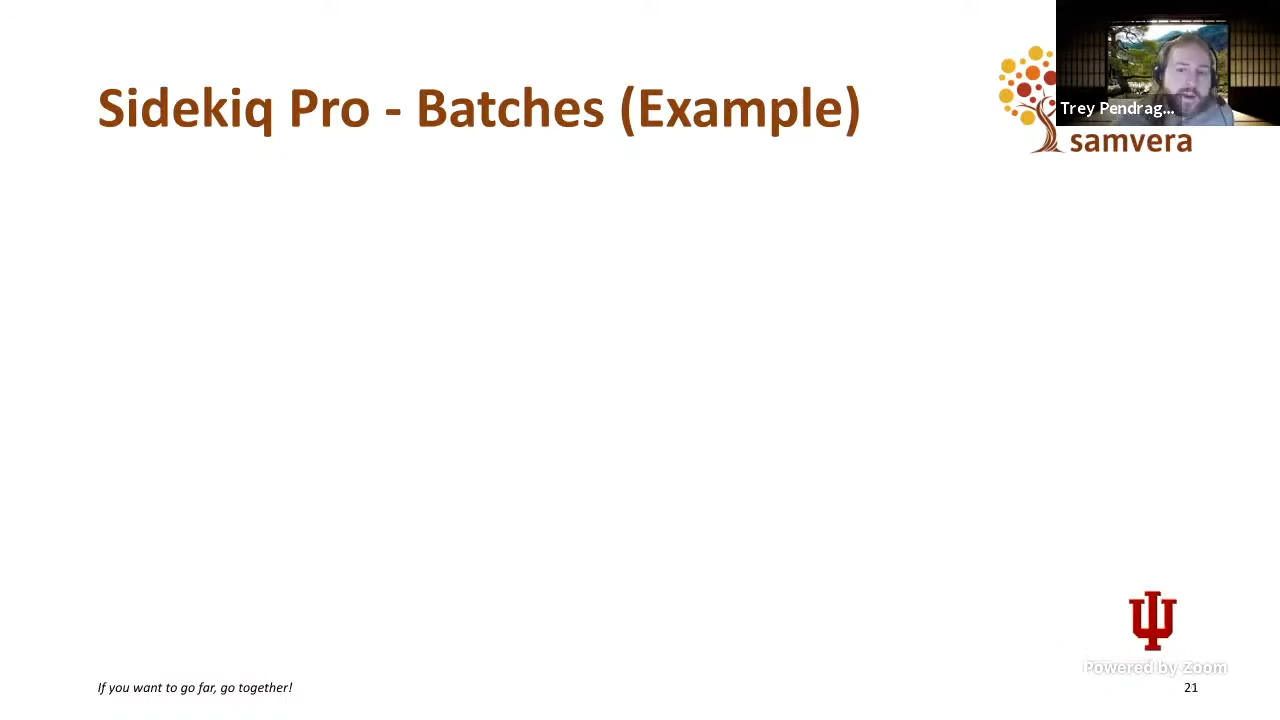 Sidekiq Pro - Batches (Example)
Trey Pendrag...
samvera
Powered by Zoom
If you want to go far, go together!
21